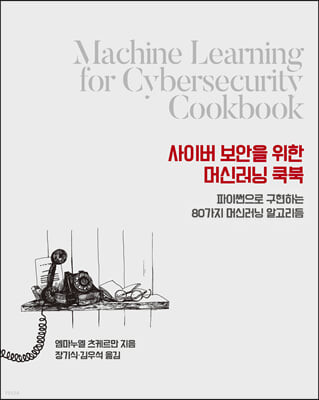 Machine Learning
for Cybersecurity
Cookbook
사이버 보안을 위한
머신러닝 쿡북
파이썬으로 구현하는
80가지 머신러닝 알고리듬
엠마누엘 츠케르만 지음
장기식·김우석 옮김